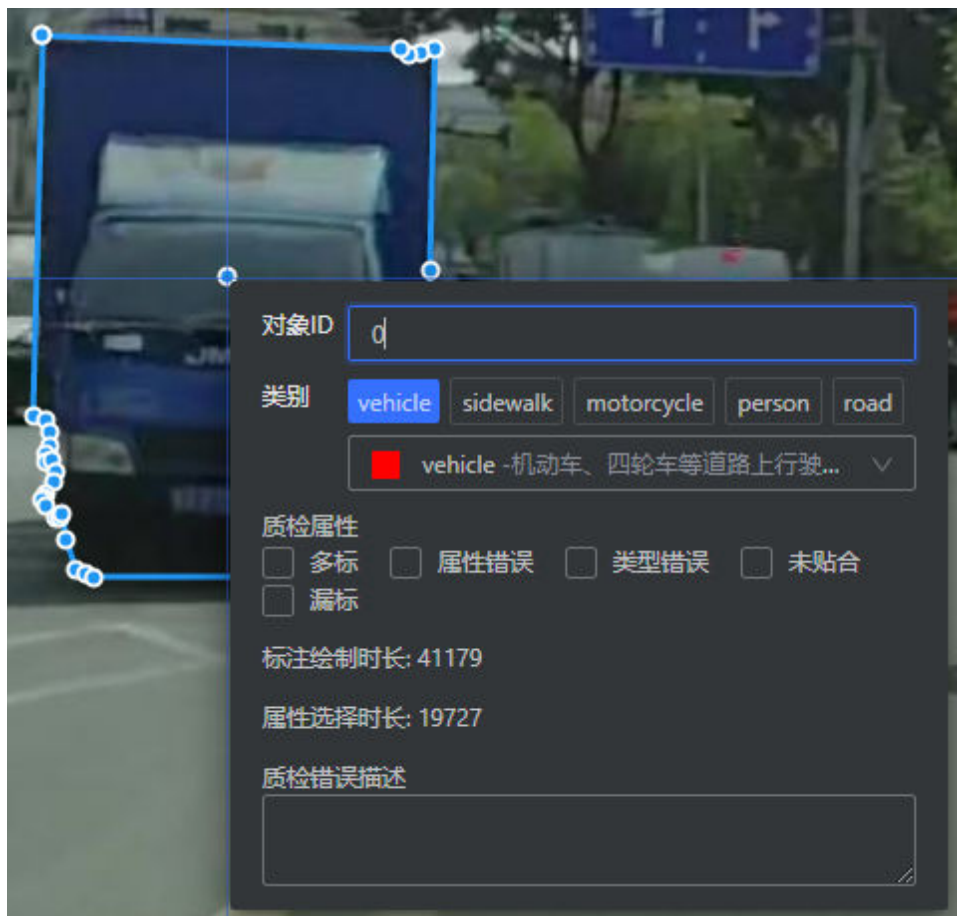 JM
对象ID 0
类别 vehicle sidewalk motorcycle person road
vehicle -机动车、四轮车等道路上行驶...
质检属性
多标 属性错误 类型错误 未贴合
漏标
标注绘制时长: 41179
属性选择时长: 19727
质检错误描述